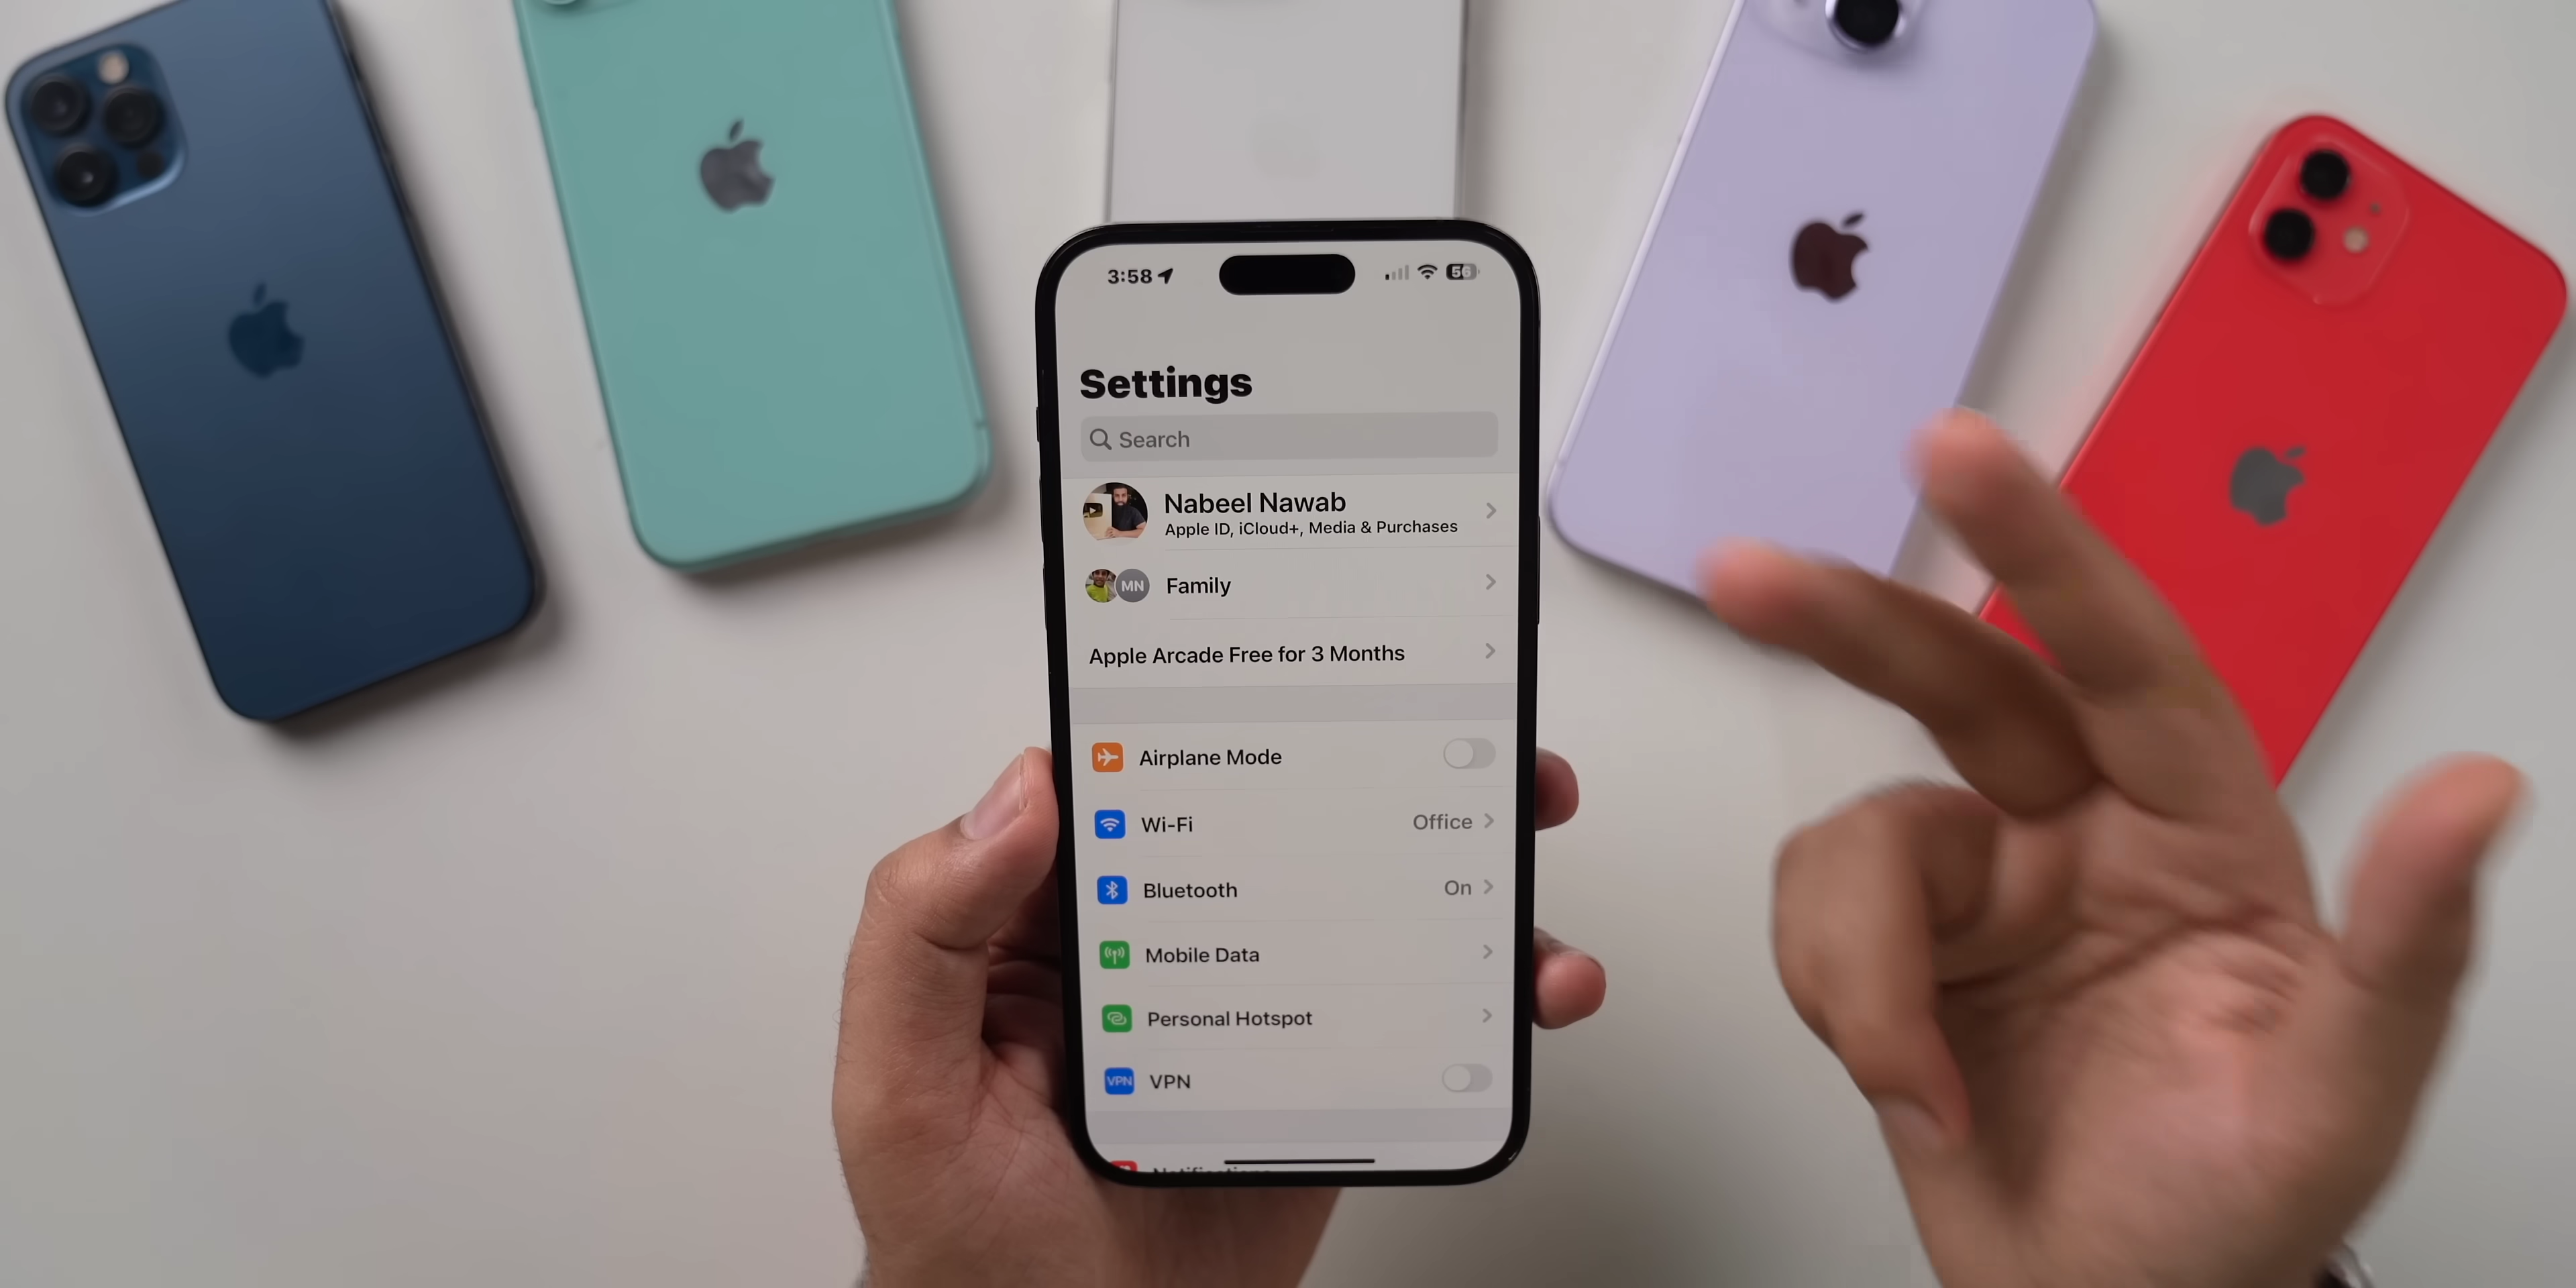 3:58
56
Settings
Search
Nabeel Nawab
Apple ID, iCloud+, Media & Purchases
MN
Family
Apple Arcade Free for 3 Months
Airplane Mode
Wi-Fi
Office
Bluetooth
On
Mobile Data
Personal Hotspot
VPN
VPN
Notifications